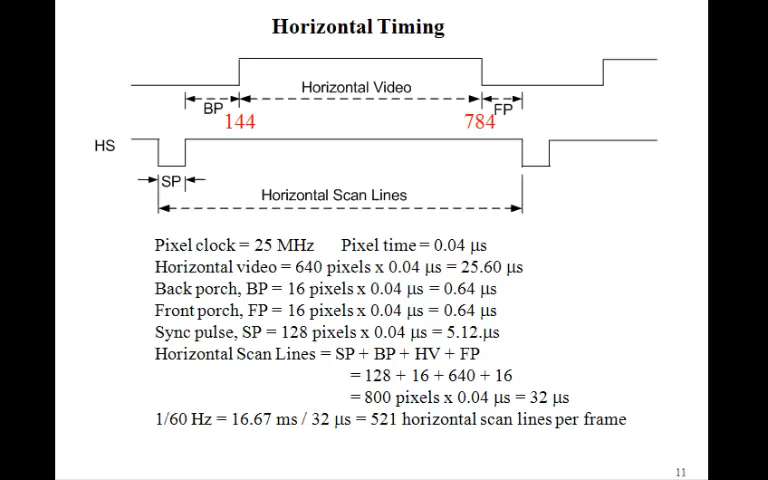 Horizontal Timing
Horizontal Video
BP
FP
144
784
HS
SP
Horizontal Scan Lines
Pixel clock = 25 MHz Pixel time = 0.04 µs
Horizontal video = 640 pixels x 0.04 µs = 25.60 µs
Back porch, BP = 16 pixels x 0.04 µs = 0.64 µs
Front porch, FP = 16 pixels x 0.04 µs = 0.64 µs
Sync pulse, SP = 128 pixels x 0.04 µs = 5.12.µs
Horizontal Scan Lines = SP + BP + HV + FP
= 128 + 16 + 640 + 16
= 800 pixels x 0.04 µs = 32 µs
1/60 Hz = 16.67 ms / 32 µs = 521 horizontal scan lines per frame
11